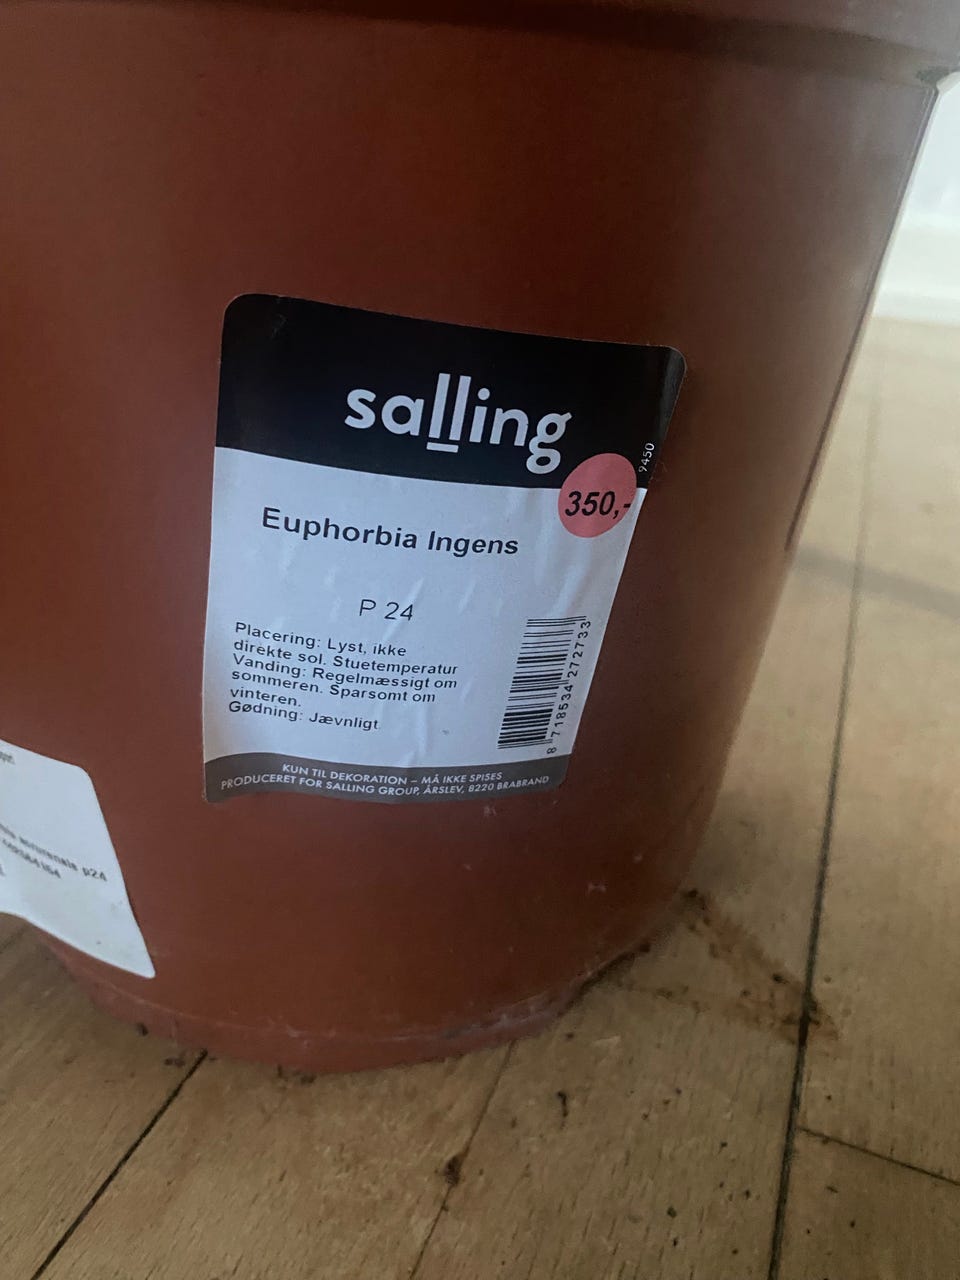 salling
9450
350,-
Euphorbia Ingens
P 24
Placering: Lyst, ikke
direkte sol. Stuetemperatur
Vanding: Regelmæssigt om
sommeren. Sparsomt om
vinteren.
Gødning: Jævnligt
8 718534 272733
KUN TIL DEKORATION – MÅ IKKE SPISES
PRODUCERET FOR SALLING GROUP, ÅRSLEV, 8220 BRABRAND
p24